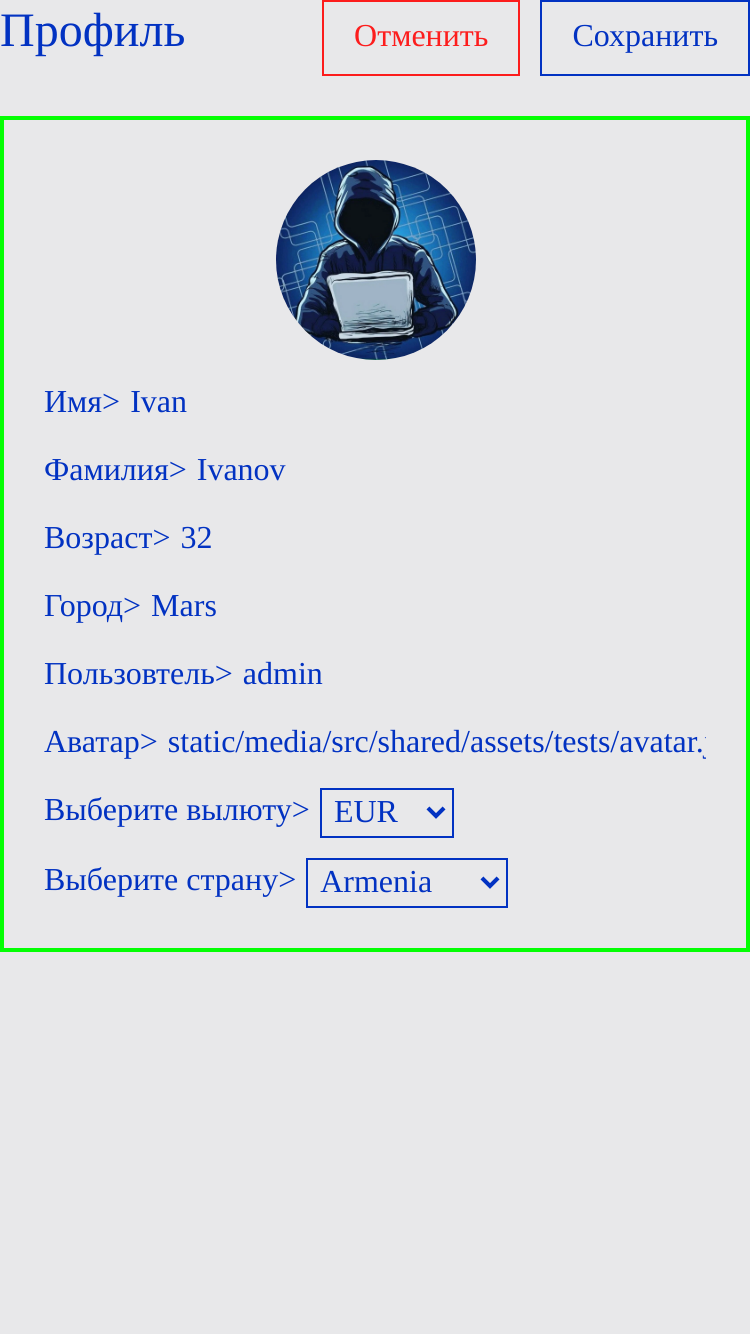 Профиль
Отменить
Сохранить
Имя> Ivan
Фамилия> Ivanov
Возраст> 32
Город> Mars
Пользовтель> admin
Аватар> static/media/src/shared/assets/tests/avatar.
Выберите вылюту> EUR
Выберите страну> Armenia